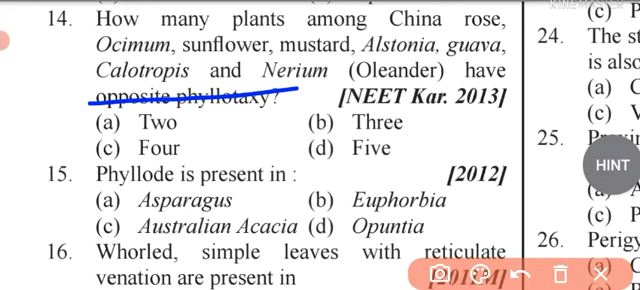 14. How many plants among China rose,
Ocimum, sunflower, mustard, Alstonia, guava,
Calotropis and Nerium (Oleander) have
opposite phyllotaxy? [NEET Kar. 2013]
(a) Two (b) Three
(c) Four (d) Five
15. Phyllode is present in : [2012]
(a) Asparagus (b) Euphorbia
(c) Australian Acacia (d) Opuntia
16. Whorled, simple leaves with reticulate
venation are present in
(c) P
24. The st
is also
(a) C
(c) V
25.
HINT
(c) P
26. Perigy
(a) C